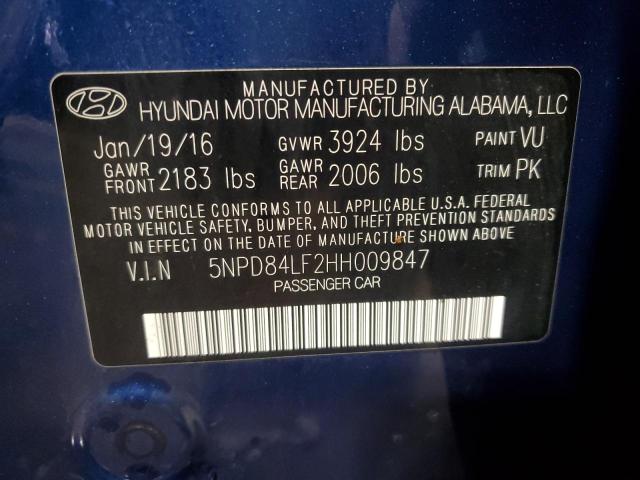 MANUFACTURED BY
HYUNDAI MOTOR MANUFACTURING ALABAMA, LLC
Jan/19/16 GVWR 3924 lbs PAINT VU
GAWR FRONT 2183 lbs GAWR REAR 2006 lbs TRIM PK
THIS VEHICLE CONFORMS TO ALL APPLICABLE U.S.A. FEDERAL
MOTOR VEHICLE SAFETY, BUMPER, AND THEFT PREVENTION STANDARDS
IN EFFECT ON THE DATE OF MANUFACTURE SHOWN ABOVE.
V.I.N 5NPD84LF2HH009847
PASSENGER CAR